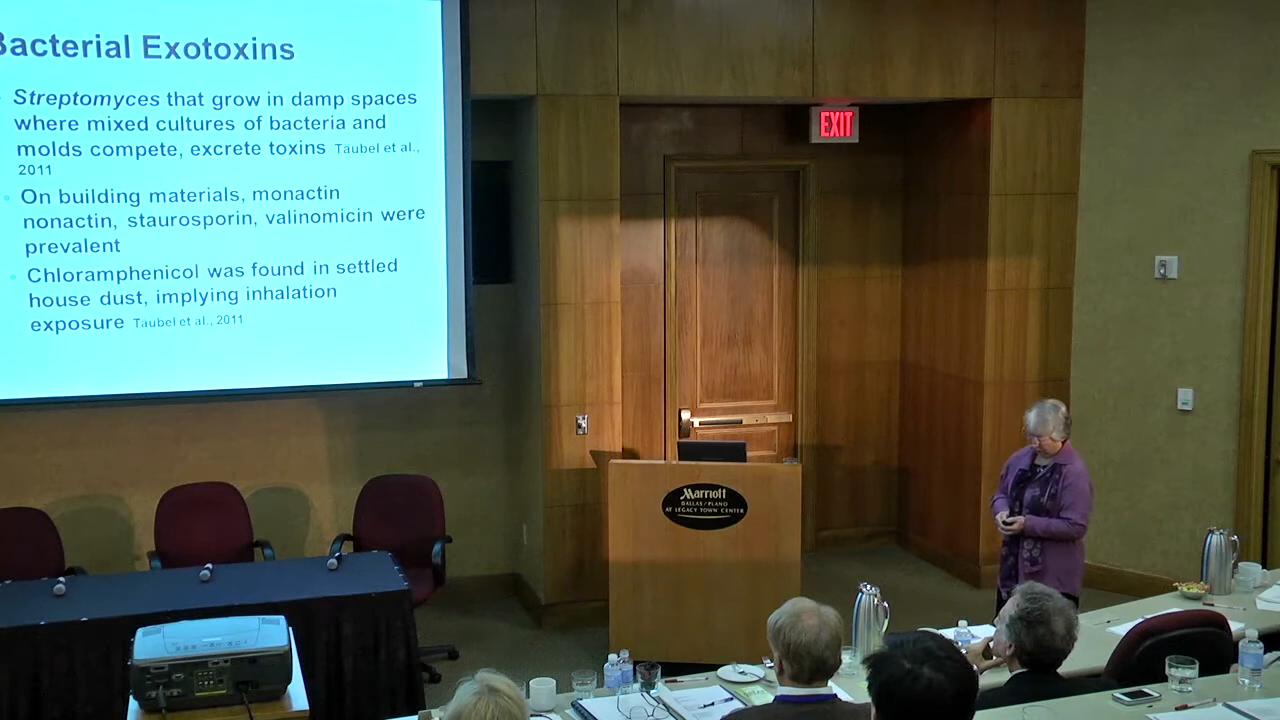 Bacterial Exotoxins
Streptomyces that grow in damp spaces
where mixed cultures of bacteria and
molds compete, excrete toxins Taubel et al.,
2011
On building materials, monactin
nonactin, staurosporin, valinomicin were
prevalent
Chloramphenicol was found in settled
house dust, implying inhalation
exposure Taubel et al., 2011
EXIT
Marriott
DALLAS/PLANO
AT LEGACY TOWN CENTER